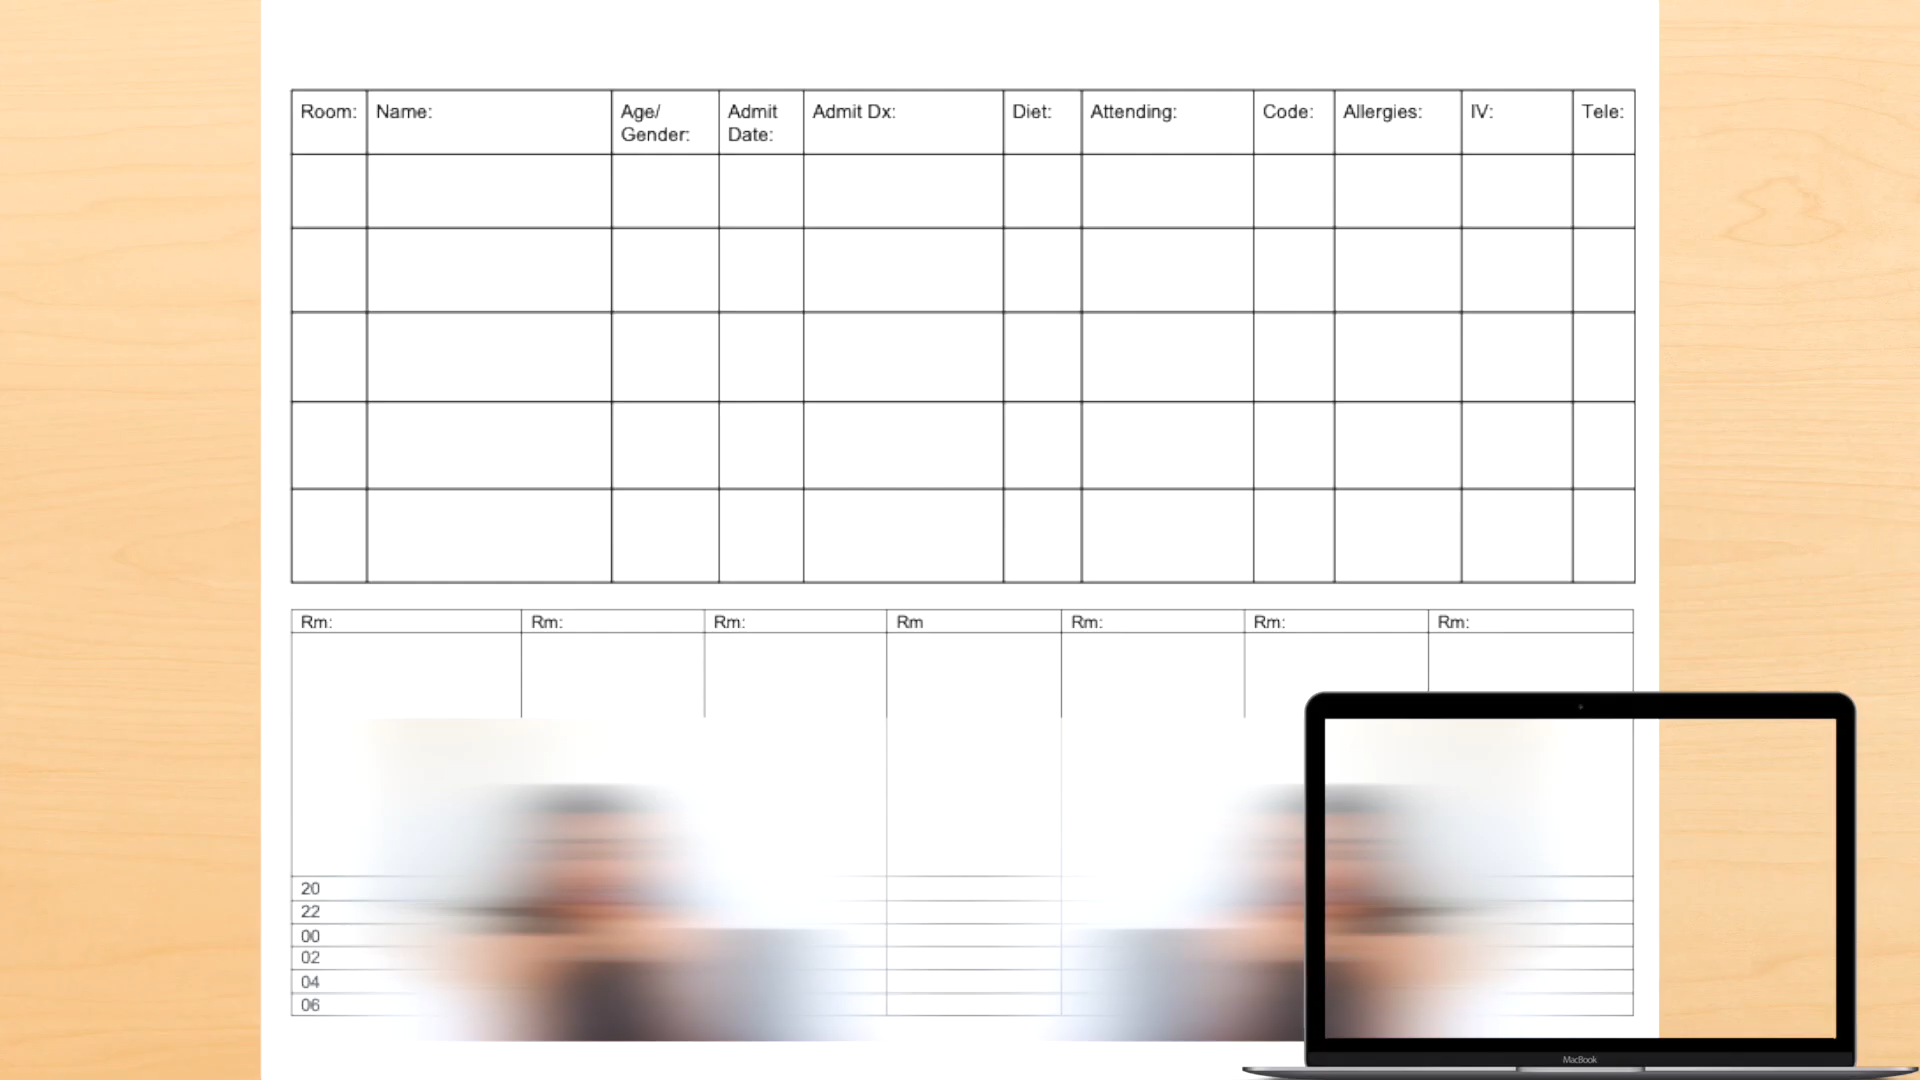 Room: Name: Age/ Gender: Admit Date: Admit Dx: Diet: Attending: Code: Allergies: IV: Tele:
Rm: Rm: Rm: Rm Rm: Rm: Rm:
20
22
00
02
04
06
MacBook